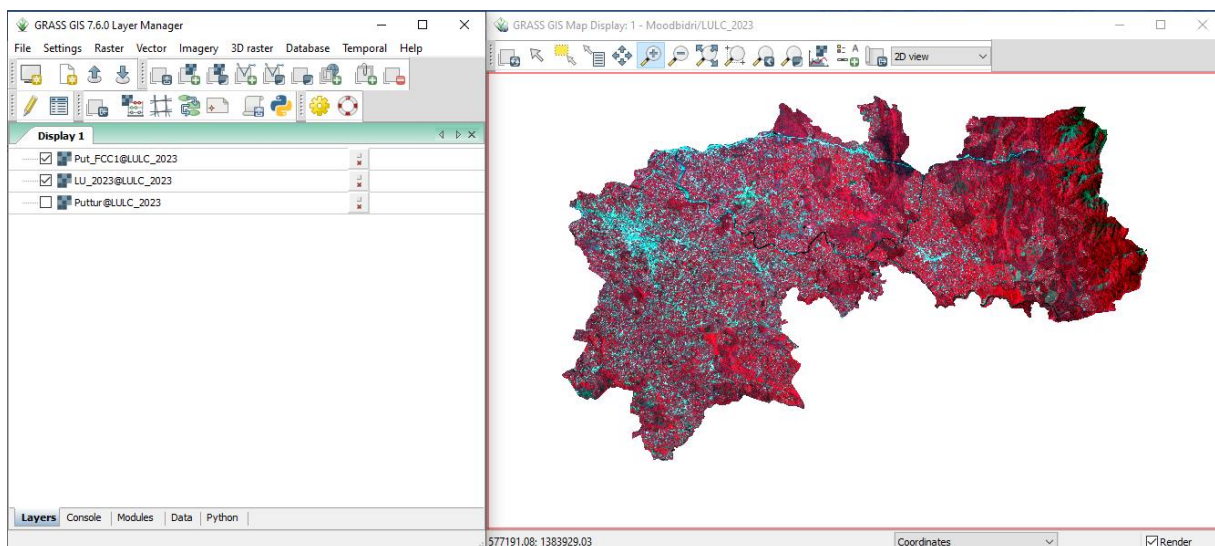 GRASS GIS 7.6.0 Layer Manager
File Settings Raster Vector Imagery 3D raster Database Temporal Help
Display 1
Put_FCC1@LULC_2023
LU_2023@LULC_2023
Puttur@LULC_2023
Layers Console Modules Data Python
GRASS GIS Map Display: 1 - Moodbidri/LULC_2023
2D view
577191.08; 1383929.03
Coordinates
Render